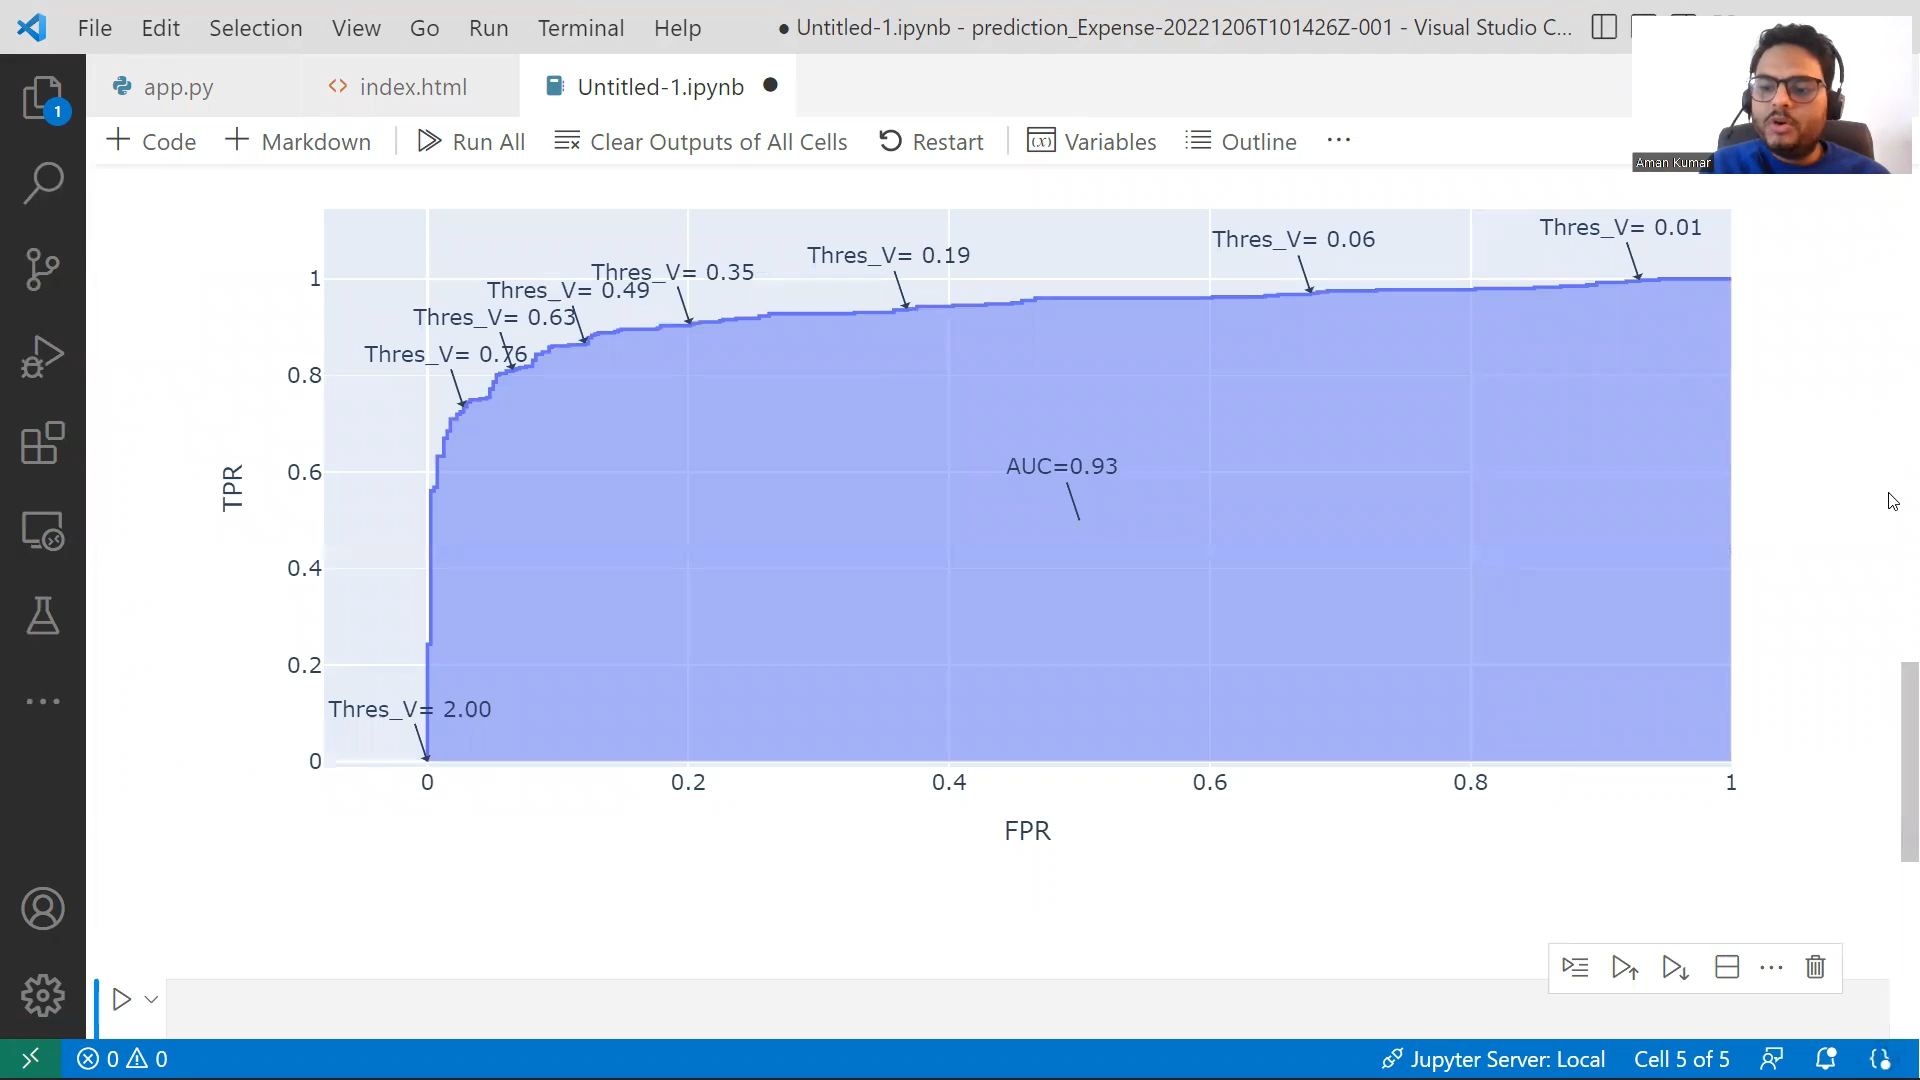 File Edit Selection View Go Run Terminal Help ● Untitled-1.ipynb - prediction_Expense-20221206T101426Z-001 - Visual Studio C...
app.py index.html Untitled-1.ipynb
Code Markdown Run All Clear Outputs of All Cells Restart Variables Outline
Aman Kumar
1
Thres_V= 0.01
Thres_V= 0.06
Thres_V= 0.19
Thres_V= 0.35
Thres_V= 0.49
Thres_V= 0.63
Thres_V= 0.76
AUC=0.93
Thres_V= 2.00
1
0.8
0.6
0.4
0.2
0
TPR
0 0.2 0.4 0.6 0.8 1
FPR
0 0 Jupyter Server: Local Cell 5 of 5